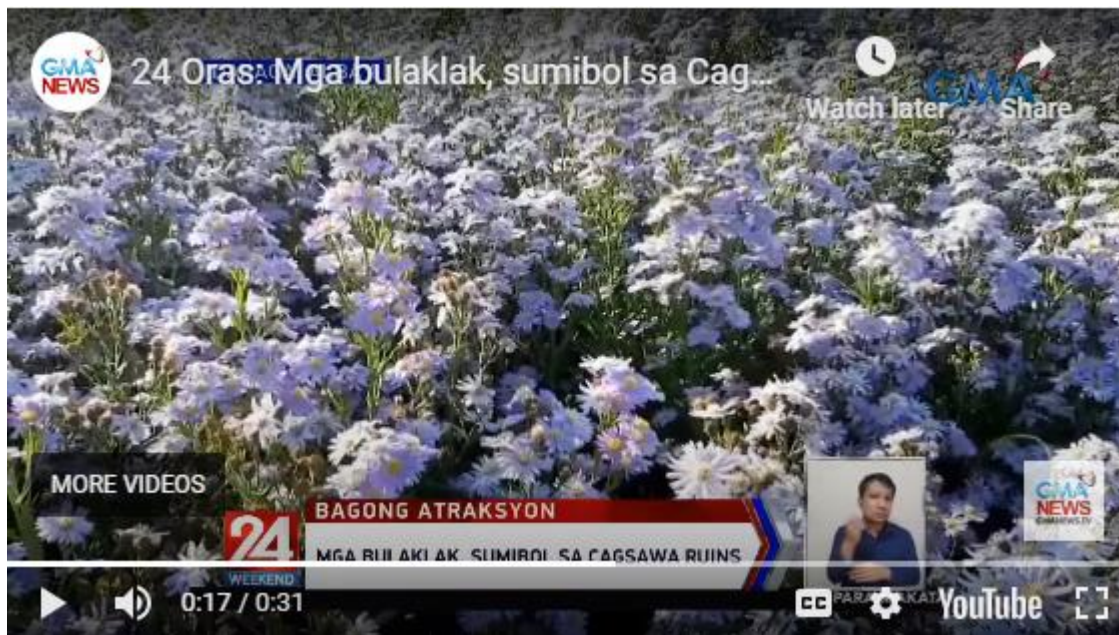 GMA
NEWS
24 Oras: Mga bulaklak, sumibol sa Cag...
Watch later
GMA
Share
MORE VIDEOS
24
WEEKEND
BAGONG ATRAKSYON
MGA BULAKLAK, SUMIBOL SA CAGSAWA RUINS
GMA
NEWS
0:17 / 0:31
CC
YouTube